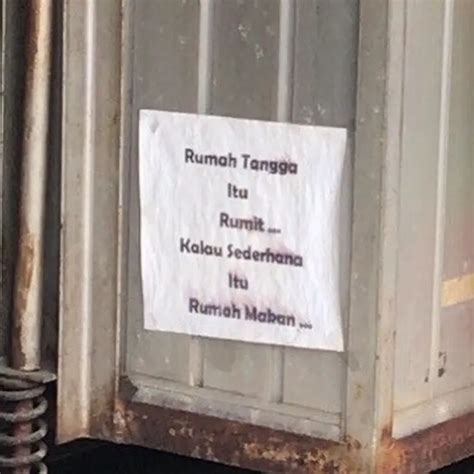 Rumah Tangga
Itu
Rumit ...
Kalau Sederhana
Itu
Rumah Makan ...